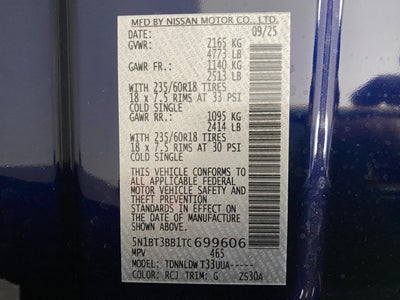 MFD BY NISSAN MOTOR CO., LTD.
DATE: 09/25
GVWR: 2165 KG
4773 LB
GAWR FR.: 1140 KG
2513 LB
WITH 235/60R18 TIRES
18 x 7.5 RIMS AT 33 PSI
COLD SINGLE
GAWR RR.: 1095 KG
2414 LB
WITH 235/60R18 TIRES
18 x 7.5 RIMS AT 30 PSI
COLD SINGLE
THIS VEHICLE CONFORMS TO
ALL APPLICABLE FEDERAL
MOTOR VEHICLE SAFETY
AND THEFT PREVENTION
STANDARDS IN EFFECT ON
THE DATE OF MANUFACTURE
SHOWN ABOVE.
5N1BT3BB1TC699606
MPV 465
MODEL: TDNNLDW T33UUA-----
COLOR: RCJ TRIM: G ZS30A